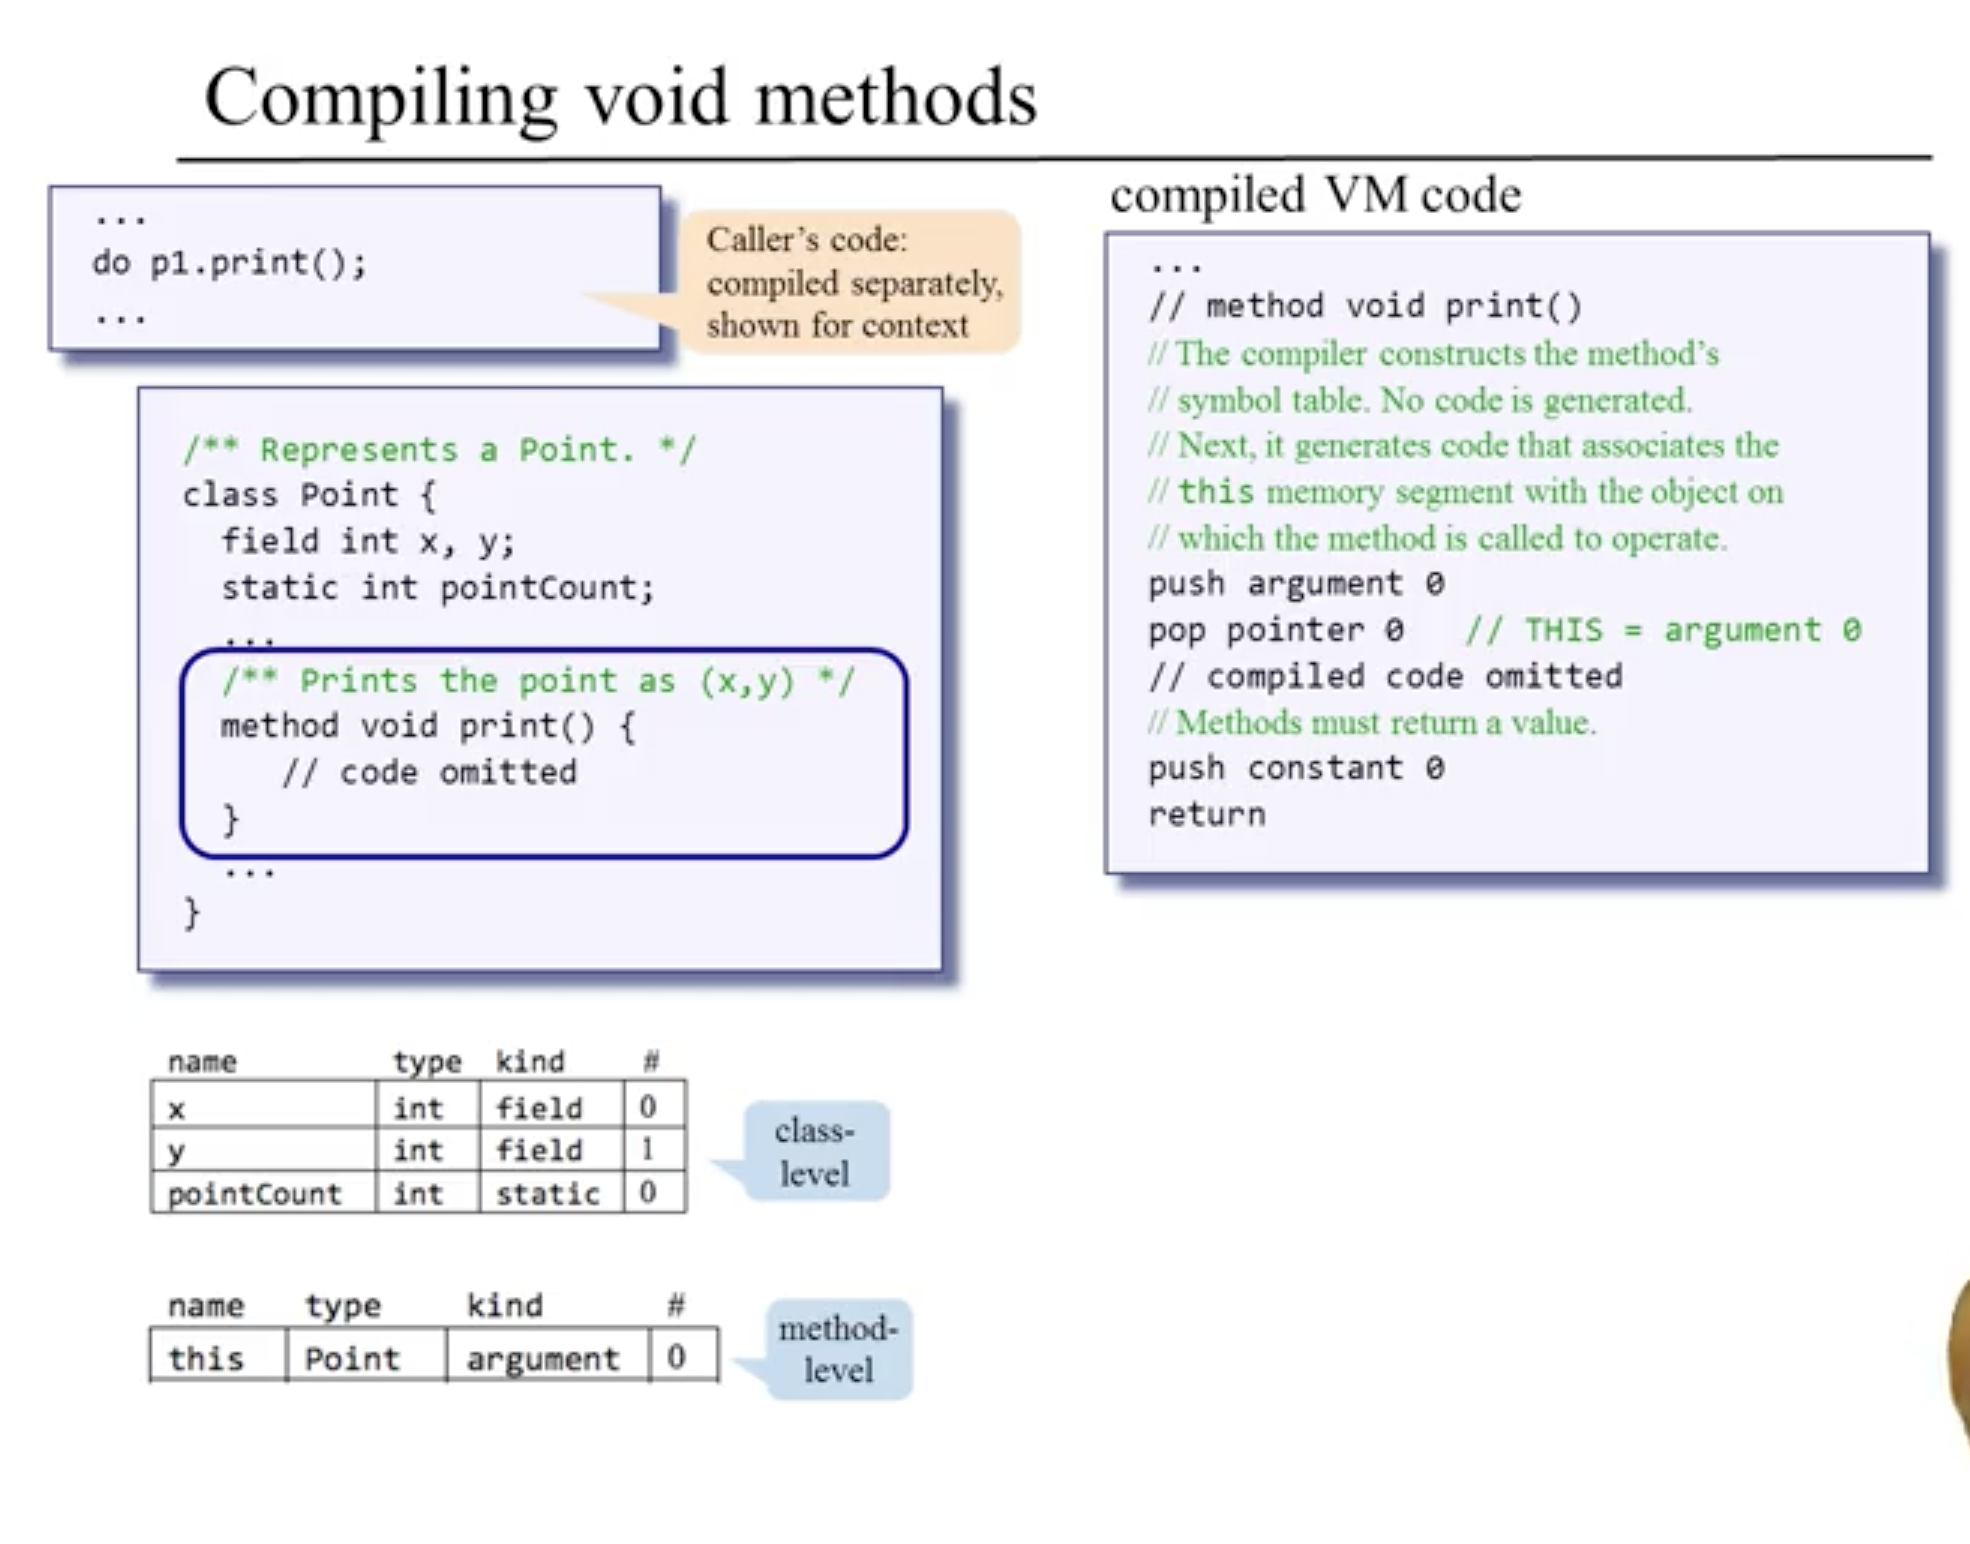 Compiling void methods
...
do p1.print();
...
Caller's code:
compiled separately,
shown for context
/** Represents a Point. */
class Point {
field int x, y;
static int pointCount;
...
/** Prints the point as (x,y) */
method void print() {
// code omitted
}
...
}
name type kind #
x int field 0
y int field 1
pointCount int static 0
class-
level
name type kind #
this Point argument 0
method-
level
compiled VM code
...
// method void print()
// The compiler constructs the method's
// symbol table. No code is generated.
// Next, it generates code that associates the
// this memory segment with the object on
// which the method is called to operate.
push argument 0
pop pointer 0 // THIS = argument 0
// compiled code omitted
// Methods must return a value.
push constant 0
return